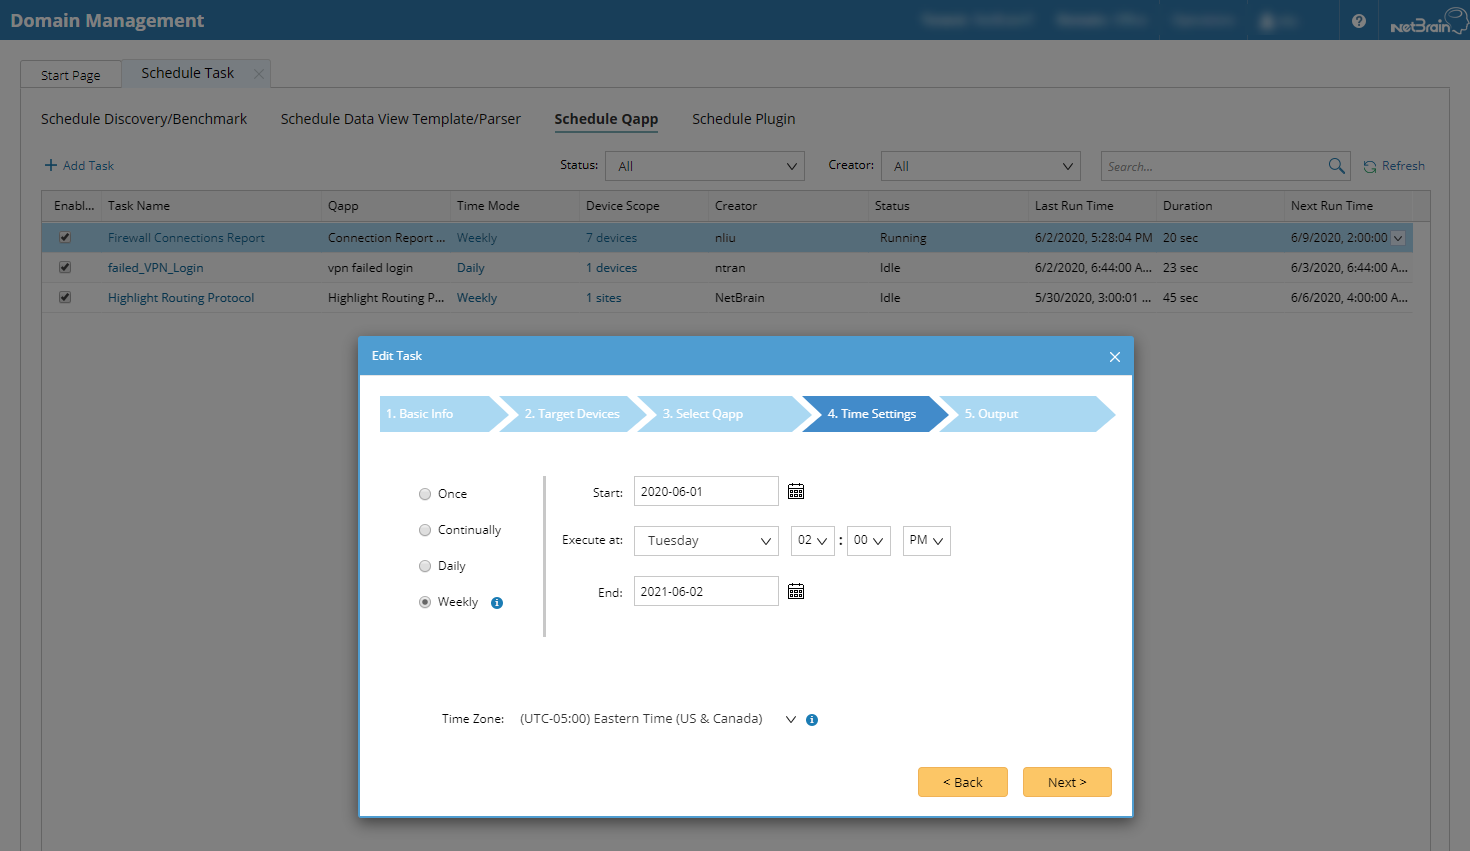 Domain Management
NetBrain
Start Page
Schedule Task
Schedule Discovery/Benchmark
Schedule Data View Template/Parser
Schedule Qapp
Schedule Plugin
Add Task
Status: All
Creator: All
Search...
Refresh
Enabl... Task Name Qapp Time Mode Device Scope Creator Status Last Run Time Duration Next Run Time
Firewall Connections Report Connection Report ... Weekly 7 devices nliu Running 6/2/2020, 5:28:04 PM 20 sec 6/9/2020, 2:00:00
failed_VPN_Login vpn failed login Daily 1 devices ntran Idle 6/2/2020, 6:44:00 A... 23 sec 6/3/2020, 6:44:00 A...
Highlight Routing Protocol Highlight Routing P... Weekly 1 sites NetBrain Idle 5/30/2020, 3:00:01 ... 45 sec 6/6/2020, 4:00:00 A...
Edit Task
1. Basic Info
2. Target Devices
3. Select Qapp
4. Time Settings
5. Output
Once
Continually
Daily
Weekly
Start: 2020-06-01
Execute at: Tuesday 02 : 00 PM
End: 2021-06-02
Time Zone: (UTC-05:00) Eastern Time (US & Canada)
< Back
Next >